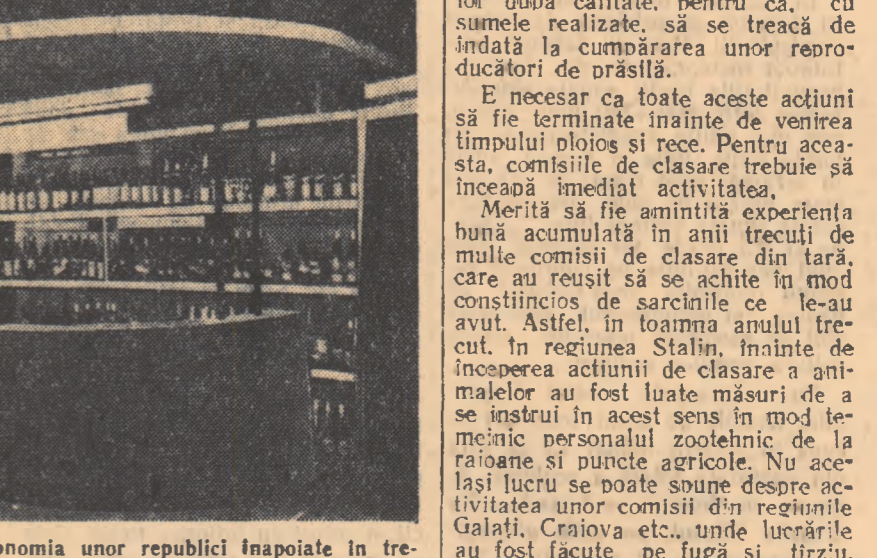 lor după calitate, pentru ca, cu
sumele realizate, să se treacă de
îndată la cumpărarea unor repro-
ducători de prăsilă.
E necesar ca toate aceste acțiuni
să fie terminate înainte de venirea
timpului ploios și rece. Pentru acea-
sta, comisiile de clasare trebuie să
înceapă imediat activitatea,
Merită să fie amintită experiența
bună acumulată în anii trecuți de
multe comisii de clasare din țară,
care au reușit să se achite în mod
conștiincios de sarcinile ce le-au
avut. Astfel, în toamna anului tre-
cut, în regiunea Stalin, înainte de
începerea acțiunii de clasare a ani-
malelor au fost luate măsuri de a
se instrui în acest sens în mod te-
meinic personalul zootehnic de la
raioane și puncte agricole. Nu ace-
lași lucru se poate spune despre ac-
tivitatea unor comisii din regiunile
Galați, Craiova etc., unde lucrările
au fost făcute pe fugă și tîrziu,
onomia unor republici înapoiate în tre-